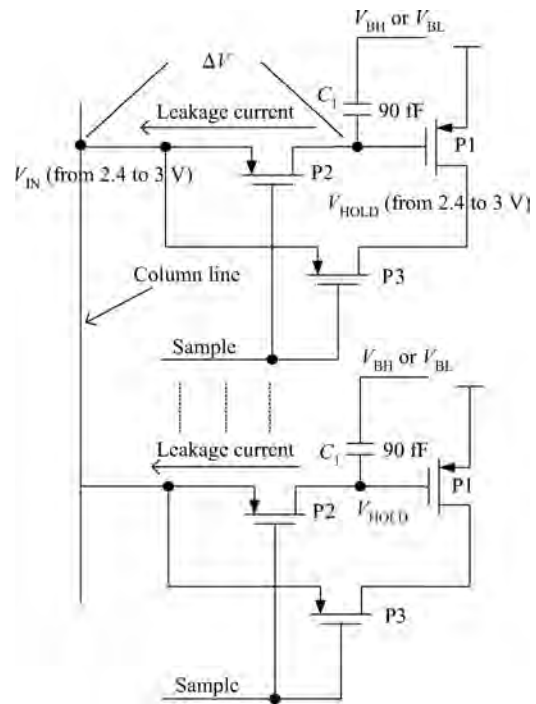 V_BH or V_BL
ΔV
C_1
90 fF
Leakage current
P1
P2
V_IN (from 2.4 to 3 V)
V_HOLD (from 2.4 to 3 V)
P3
Column line
Sample
V_BH or V_BL
Leakage current
C_1
90 fF
P1
P2
V_HOLD
P3
Sample